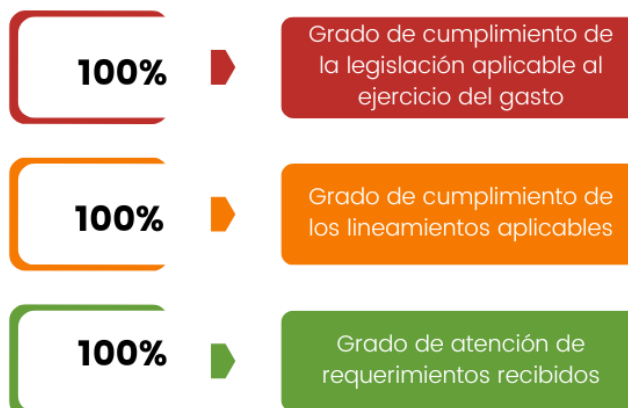 100%
Grado de cumplimiento de
la legislación aplicable al
ejercicio del gasto
100%
Grado de cumplimiento de
los lineamientos aplicables
100%
Grado de atención de
requerimientos recibidos